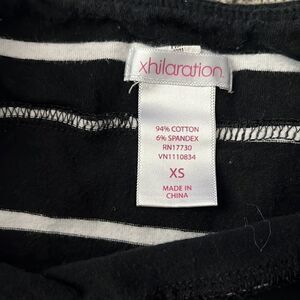 xhilaration
94% COTTON
6% SPANDEX
RN17730
VN1110834
XS
MADE IN
CHINA